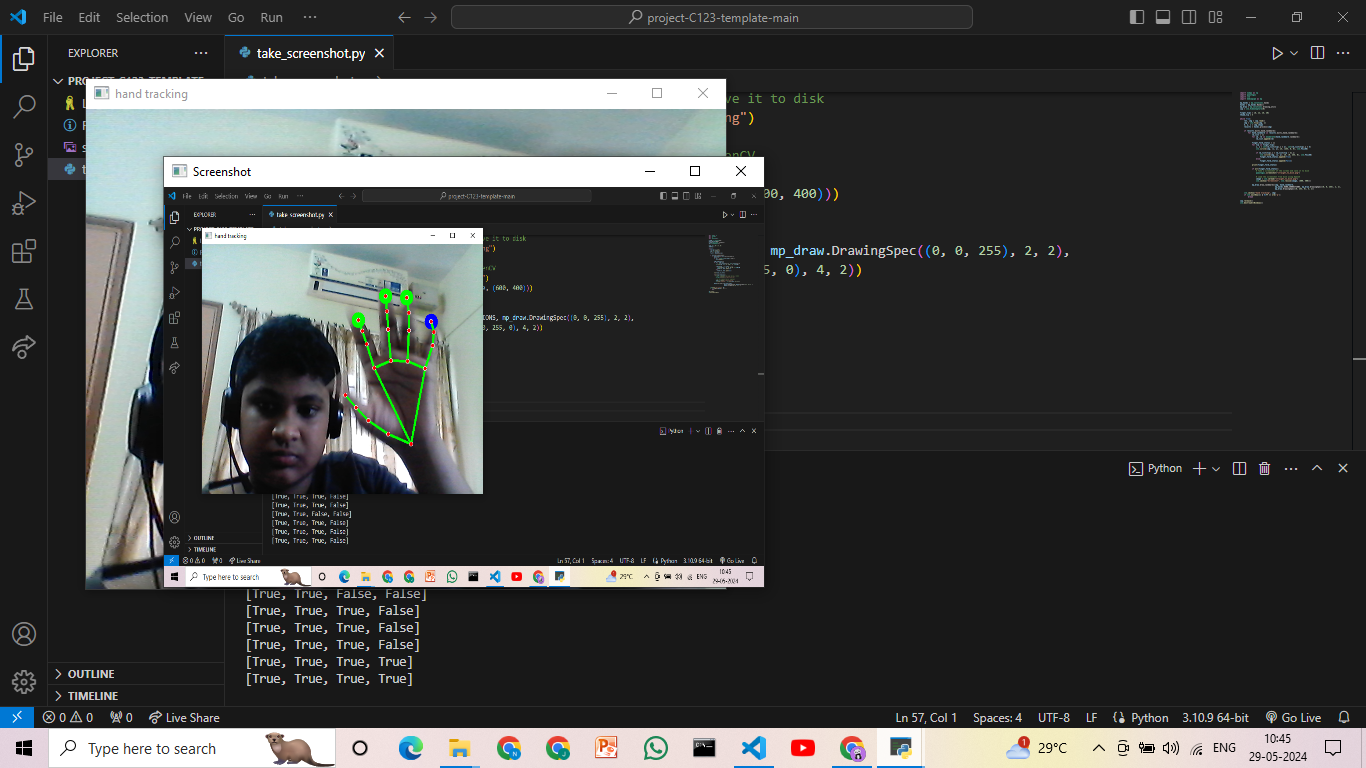 File Edit Selection View Go Run ··· project-C123-template-main
EXPLORER ···
take_screenshot.py
PROJECT-C123-TEMPLATE
hand tracking
ve it to disk
ng")
00, 400)))
mp_draw.DrawingSpec((0, 0, 255), 2, 2),
5, 0), 4, 2))
Screenshot
File Edit Selection View Go Run ··· project-C123-template-main
EXPLORER ···
take_screenshot.py
hand tracking
ve it to disk
ng")
enCV
")
, (600, 400)))
IONS, mp_draw.DrawingSpec((0, 0, 255), 2, 2),
, 255, 0), 4, 2))
Python
[True, True, True, False]
[True, True, True, False]
[True, True, False, False]
[True, True, True, False]
[True, True, True, False]
[True, True, True, False]
OUTLINE
TIMELINE
0 0 0 Live Share Ln 57, Col 1 Spaces: 4 UTF-8 LF Python 3.10.9 64-bit Go Live
Type here to search 29°C ENG 10:45
29-05-2024
Python
[True, True, False, False]
[True, True, True, False]
[True, True, True, False]
[True, True, True, False]
[True, True, True, True]
[True, True, True, True]
OUTLINE
TIMELINE
0 0 0 Live Share Ln 57, Col 1 Spaces: 4 UTF-8 LF Python 3.10.9 64-bit Go Live
Type here to search 1 29°C ENG 10:45
29-05-2024